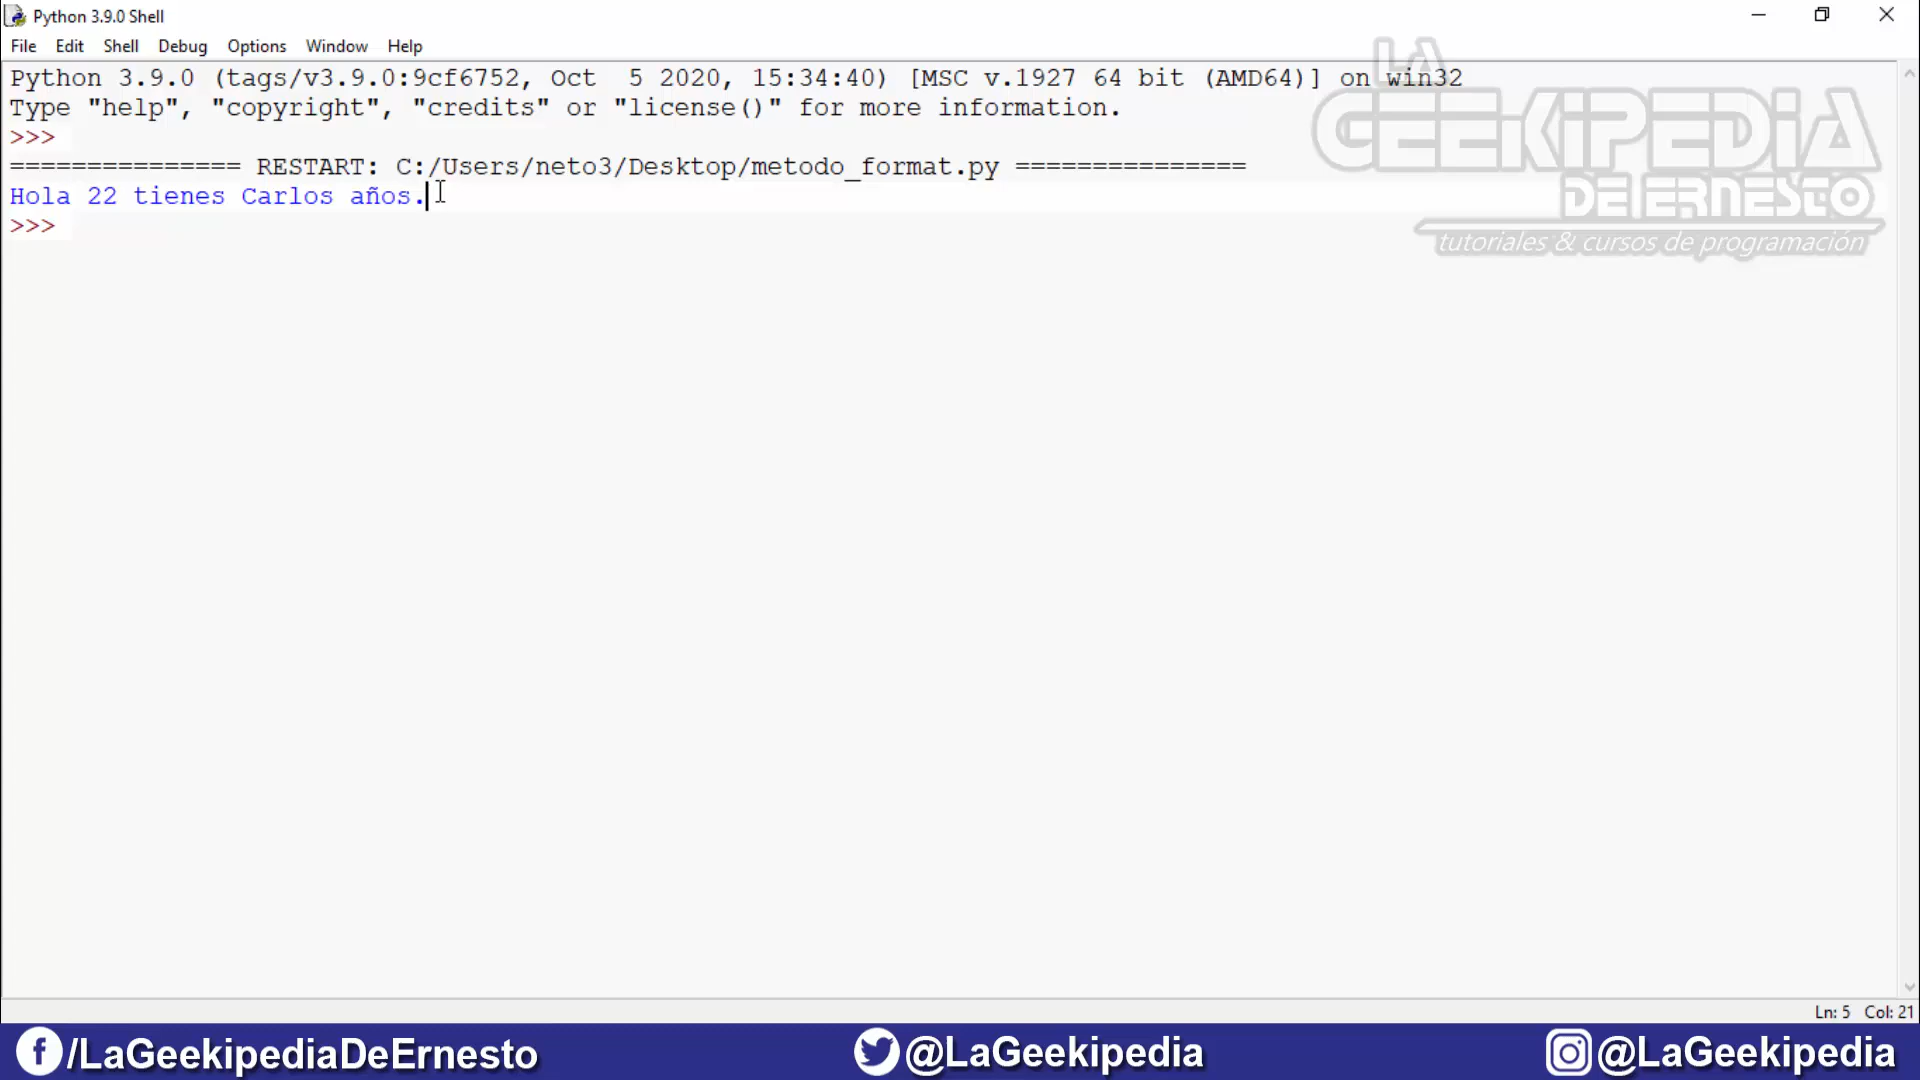 Python 3.9.0 Shell
File Edit Shell Debug Options Window Help
Python 3.9.0 (tags/v3.9.0:9cf6752, Oct  5 2020, 15:34:40) [MSC v.1927 64 bit (AMD64)] on win32
Type "help", "copyright", "credits" or "license()" for more information.
>>>
=============== RESTART: C:/Users/neto3/Desktop/metodo_format.py ===============
Hola 22 tienes Carlos años.
>>>
LA
GEEKIPEDIA
DE ERNESTO
tutoriales & cursos de programación
Ln: 5 Col: 21
/LaGeekipediaDeErnesto @LaGeekipedia @LaGeekipedia